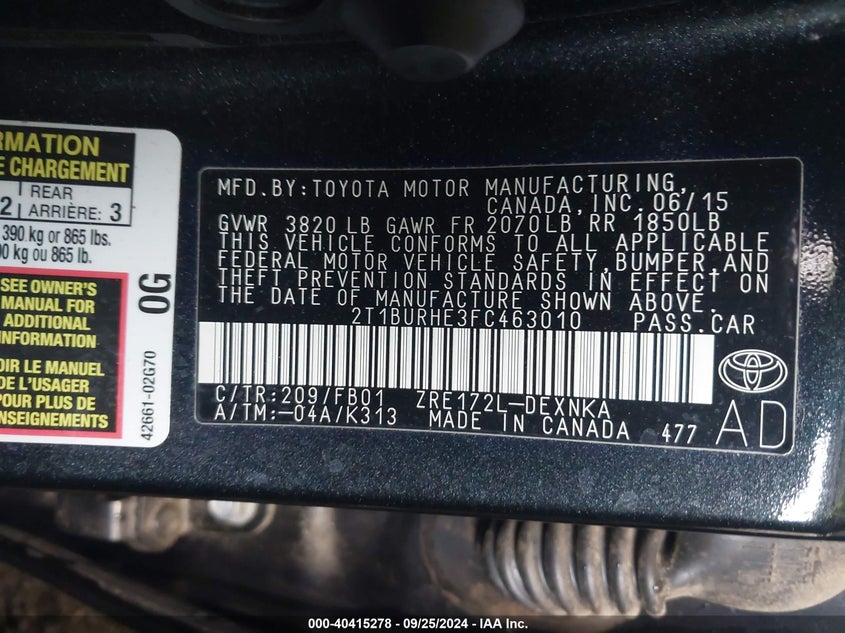 RMATION
E CHARGEMENT
2 REAR
ARRIÈRE: 3
390 kg or 865 lbs.
0 kg ou 865 lb.
SEE OWNER'S
MANUAL FOR
ADDITIONAL
INFORMATION
OIR LE MANUEL
DE L'USAGER
POUR PLUS DE
ENSEIGNEMENTS
0G
42661-02G70
MFD.BY:TOYOTA MOTOR MANUFACTURING,
CANADA,INC.06/15
GVWR 3820 LB GAWR FR 2070LB RR 1850LB
THIS VEHICLE CONFORMS TO ALL APPLICABLE
FEDERAL MOTOR VEHICLE SAFETY,BUMPER,AND
THEFT PREVENTION STANDARDS IN EFFECT ON
THE DATE OF MANUFACTURE SHOWN ABOVE.
2T1BURHE3FC463010 PASS.CAR
C/TR:209/FB01 ZRE172L-DEXNKA
A/TM:-04A/K313 MADE IN CANADA 477
AD
000-40415278 - 09/25/2024 - IAA Inc.